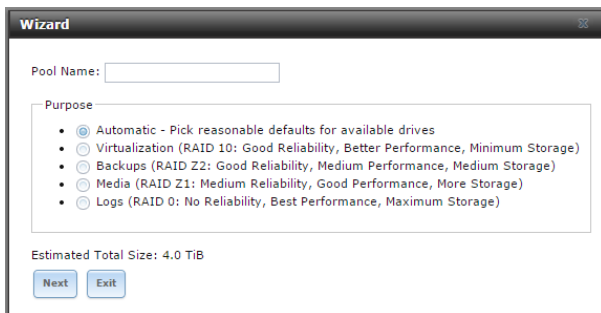 Wizard
Pool Name:
Purpose
Automatic - Pick reasonable defaults for available drives
Virtualization (RAID 10: Good Reliability, Better Performance, Minimum Storage)
Backups (RAID Z2: Good Reliability, Medium Performance, Medium Storage)
Media (RAID Z1: Medium Reliability, Good Performance, More Storage)
Logs (RAID 0: No Reliability, Best Performance, Maximum Storage)
Estimated Total Size: 4.0 TiB
Next Exit